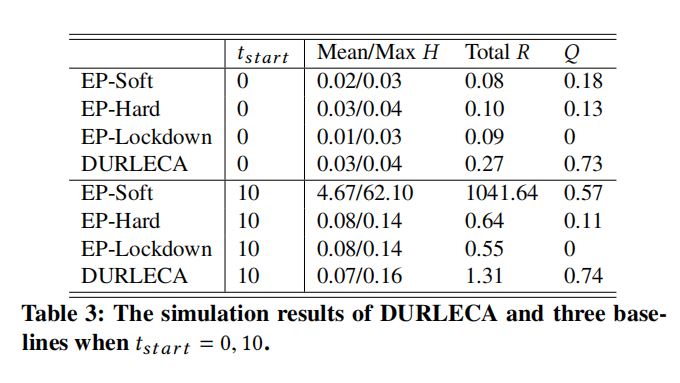 t_start Mean/Max H Total R Q
EP-Soft 0 0.02/0.03 0.08 0.18
EP-Hard 0 0.03/0.04 0.10 0.13
EP-Lockdown 0 0.01/0.03 0.09 0
DURLECA 0 0.03/0.04 0.27 0.73
EP-Soft 10 4.67/62.10 1041.64 0.57
EP-Hard 10 0.08/0.14 0.64 0.11
EP-Lockdown 10 0.08/0.14 0.55 0
DURLECA 10 0.07/0.16 1.31 0.74
Table 3: The simulation results of DURLECA and three base-
lines when t_start = 0, 10.